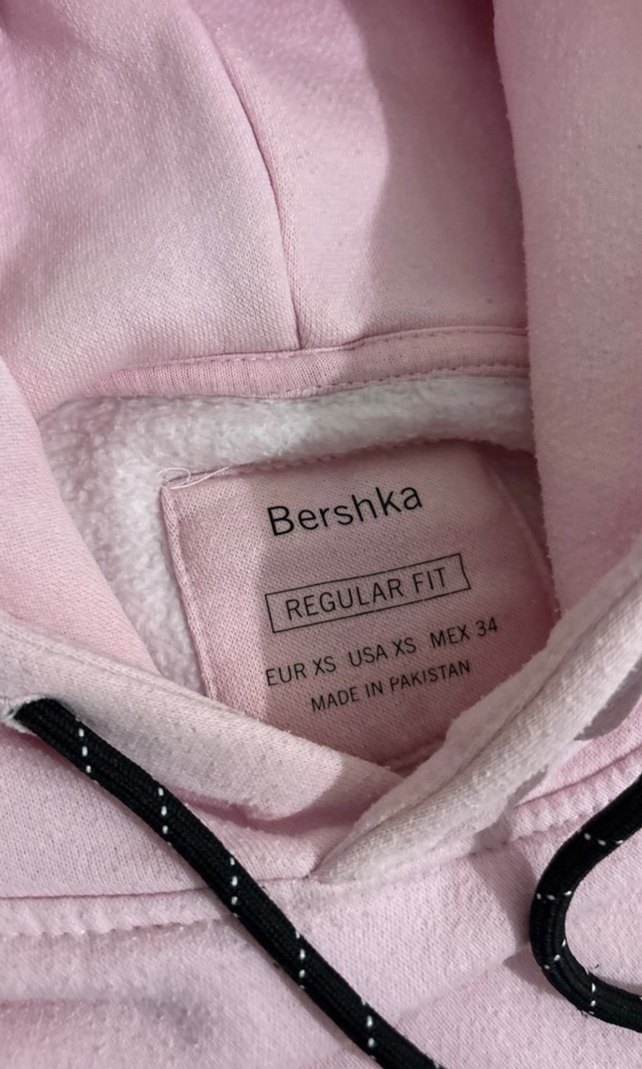 Bershka
REGULAR FIT
EUR XS USA XS MEX 34
MADE IN PAKISTAN